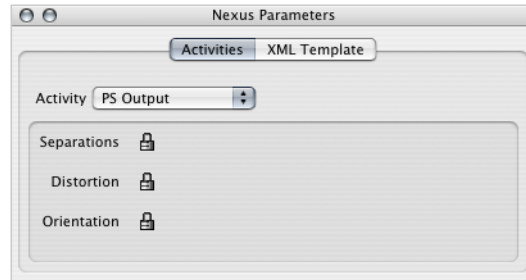 Nexus Parameters
Activities XML Template
Activity PS Output
Separations
Distortion
Orientation